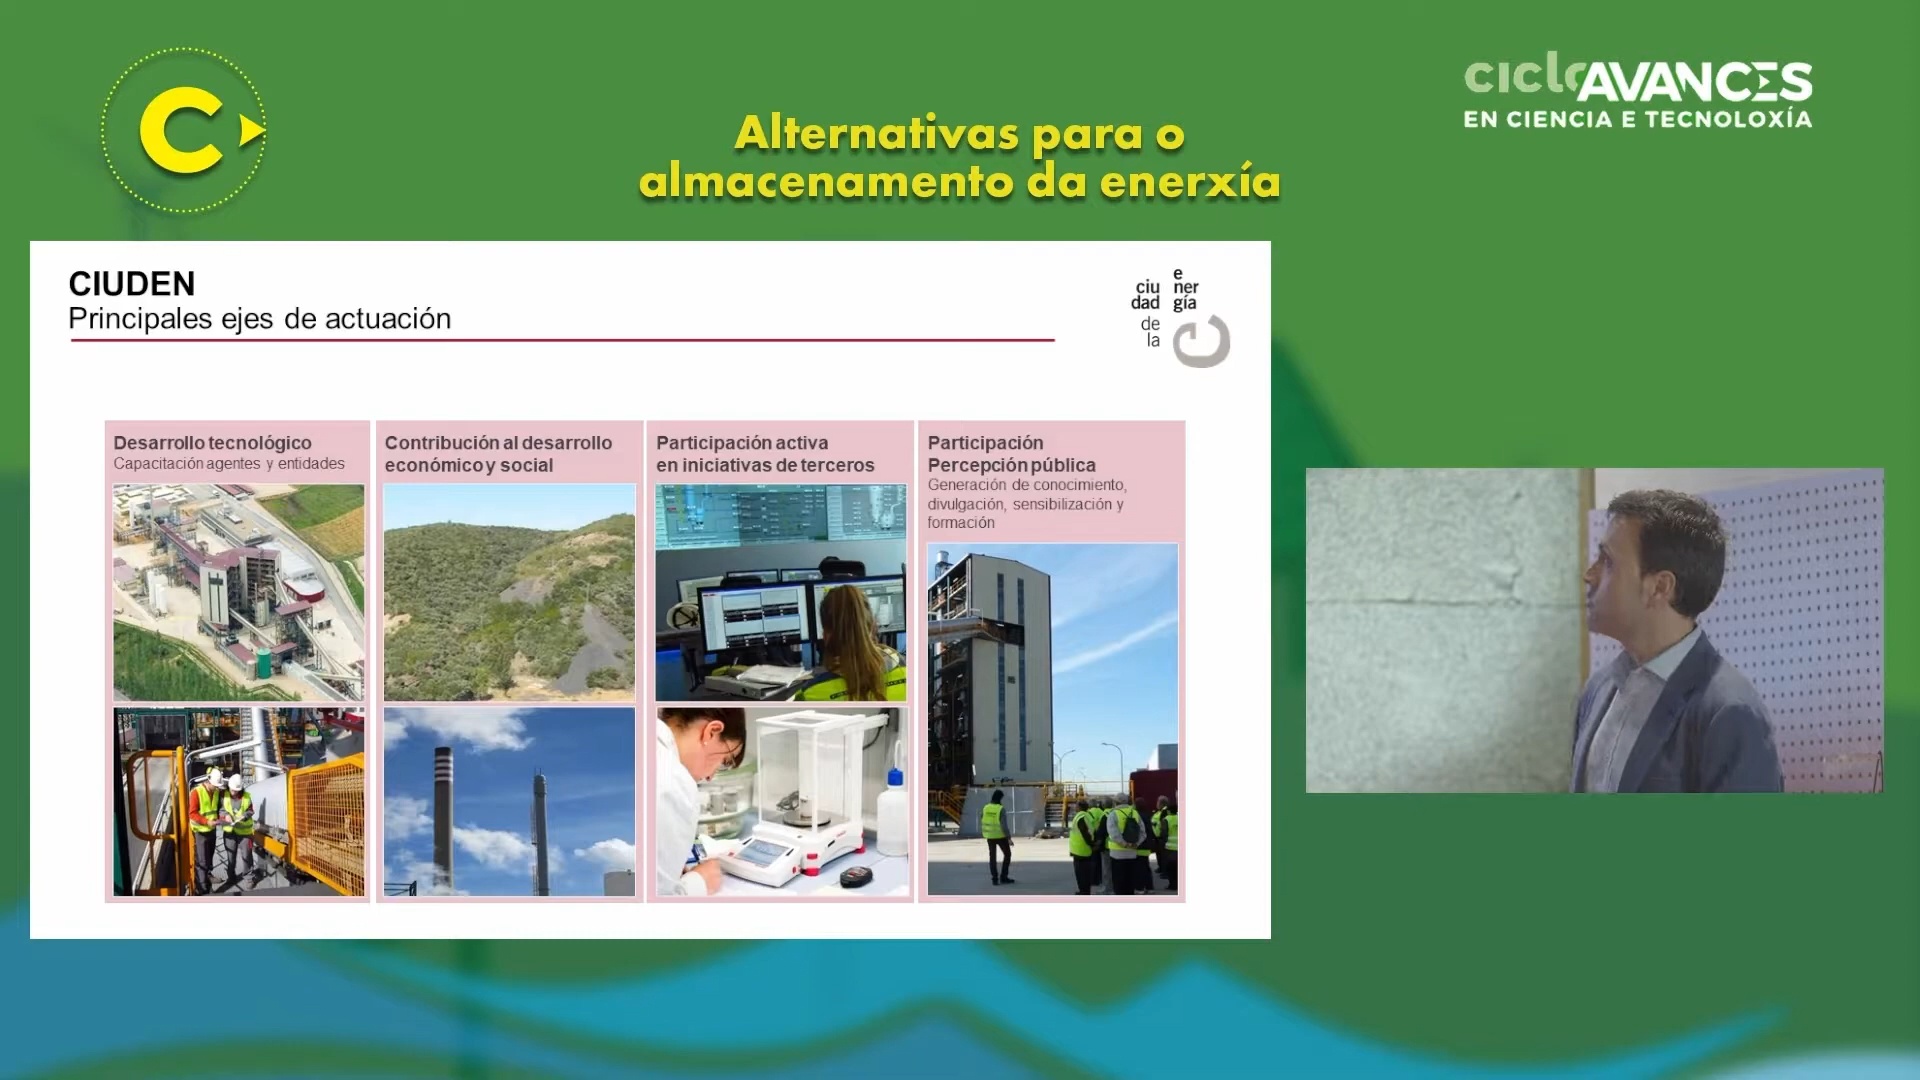 C
cicloAVANCES
EN CIENCIA E TECNOLOXÍA
Alternativas para o
almacenamento da enerxía
CIUDEN
Principales ejes de actuación
e
ciu ner
dad gía
de
la
Desarrollo tecnológico
Capacitación agentes y entidades
Contribución al desarrollo
económico y social
Participación activa
en iniciativas de terceros
Participación
Percepción pública
Generación de conocimiento,
divulgación, sensibilización y
formación